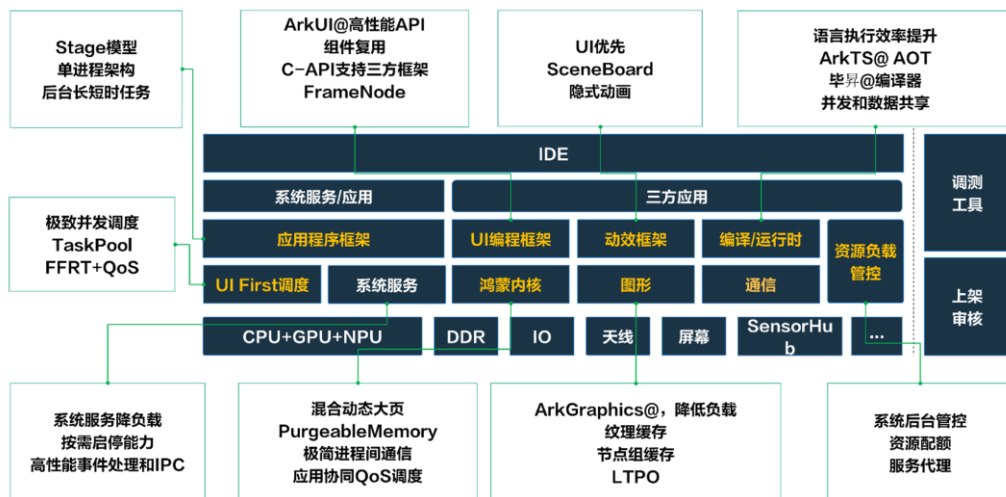 Stage模型
单进程架构
后台长短时任务
ArkUI@高性能API
组件复用
C-API支持三方框架
FrameNode
UI优先
SceneBoard
隐式动画
语言执行效率提升
ArkTS@ AOT
毕昇@编译器
并发和数据共享
IDE
系统服务/应用
三方应用
调测
工具
极致并发调度
TaskPool
FFRT+QoS
应用程序框架
UI编程框架
动效框架
编译/运行时
资源负载
管控
UI First调度
系统服务
鸿蒙内核
图形
通信
上架
审核
CPU+GPU+NPU
DDR
IO
天线
屏幕
SensorHu
b
...
系统服务降负载
按需启停能力
高性能事件处理和IPC
混合动态大页
PurgeableMemory
极简进程间通信
应用协同QoS调度
ArkGraphics@，降低负载
纹理缓存
节点组缓存
LTPO
系统后台管控
资源配额
服务代理